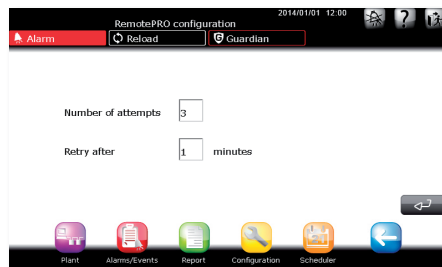 2014/01/01 12:00
RemotePRO configuration
?
Alarm Reload Guardian
Number of attempts 3
Retry after 1 minutes
Plant Alarms/Events Report Configuration Scheduler